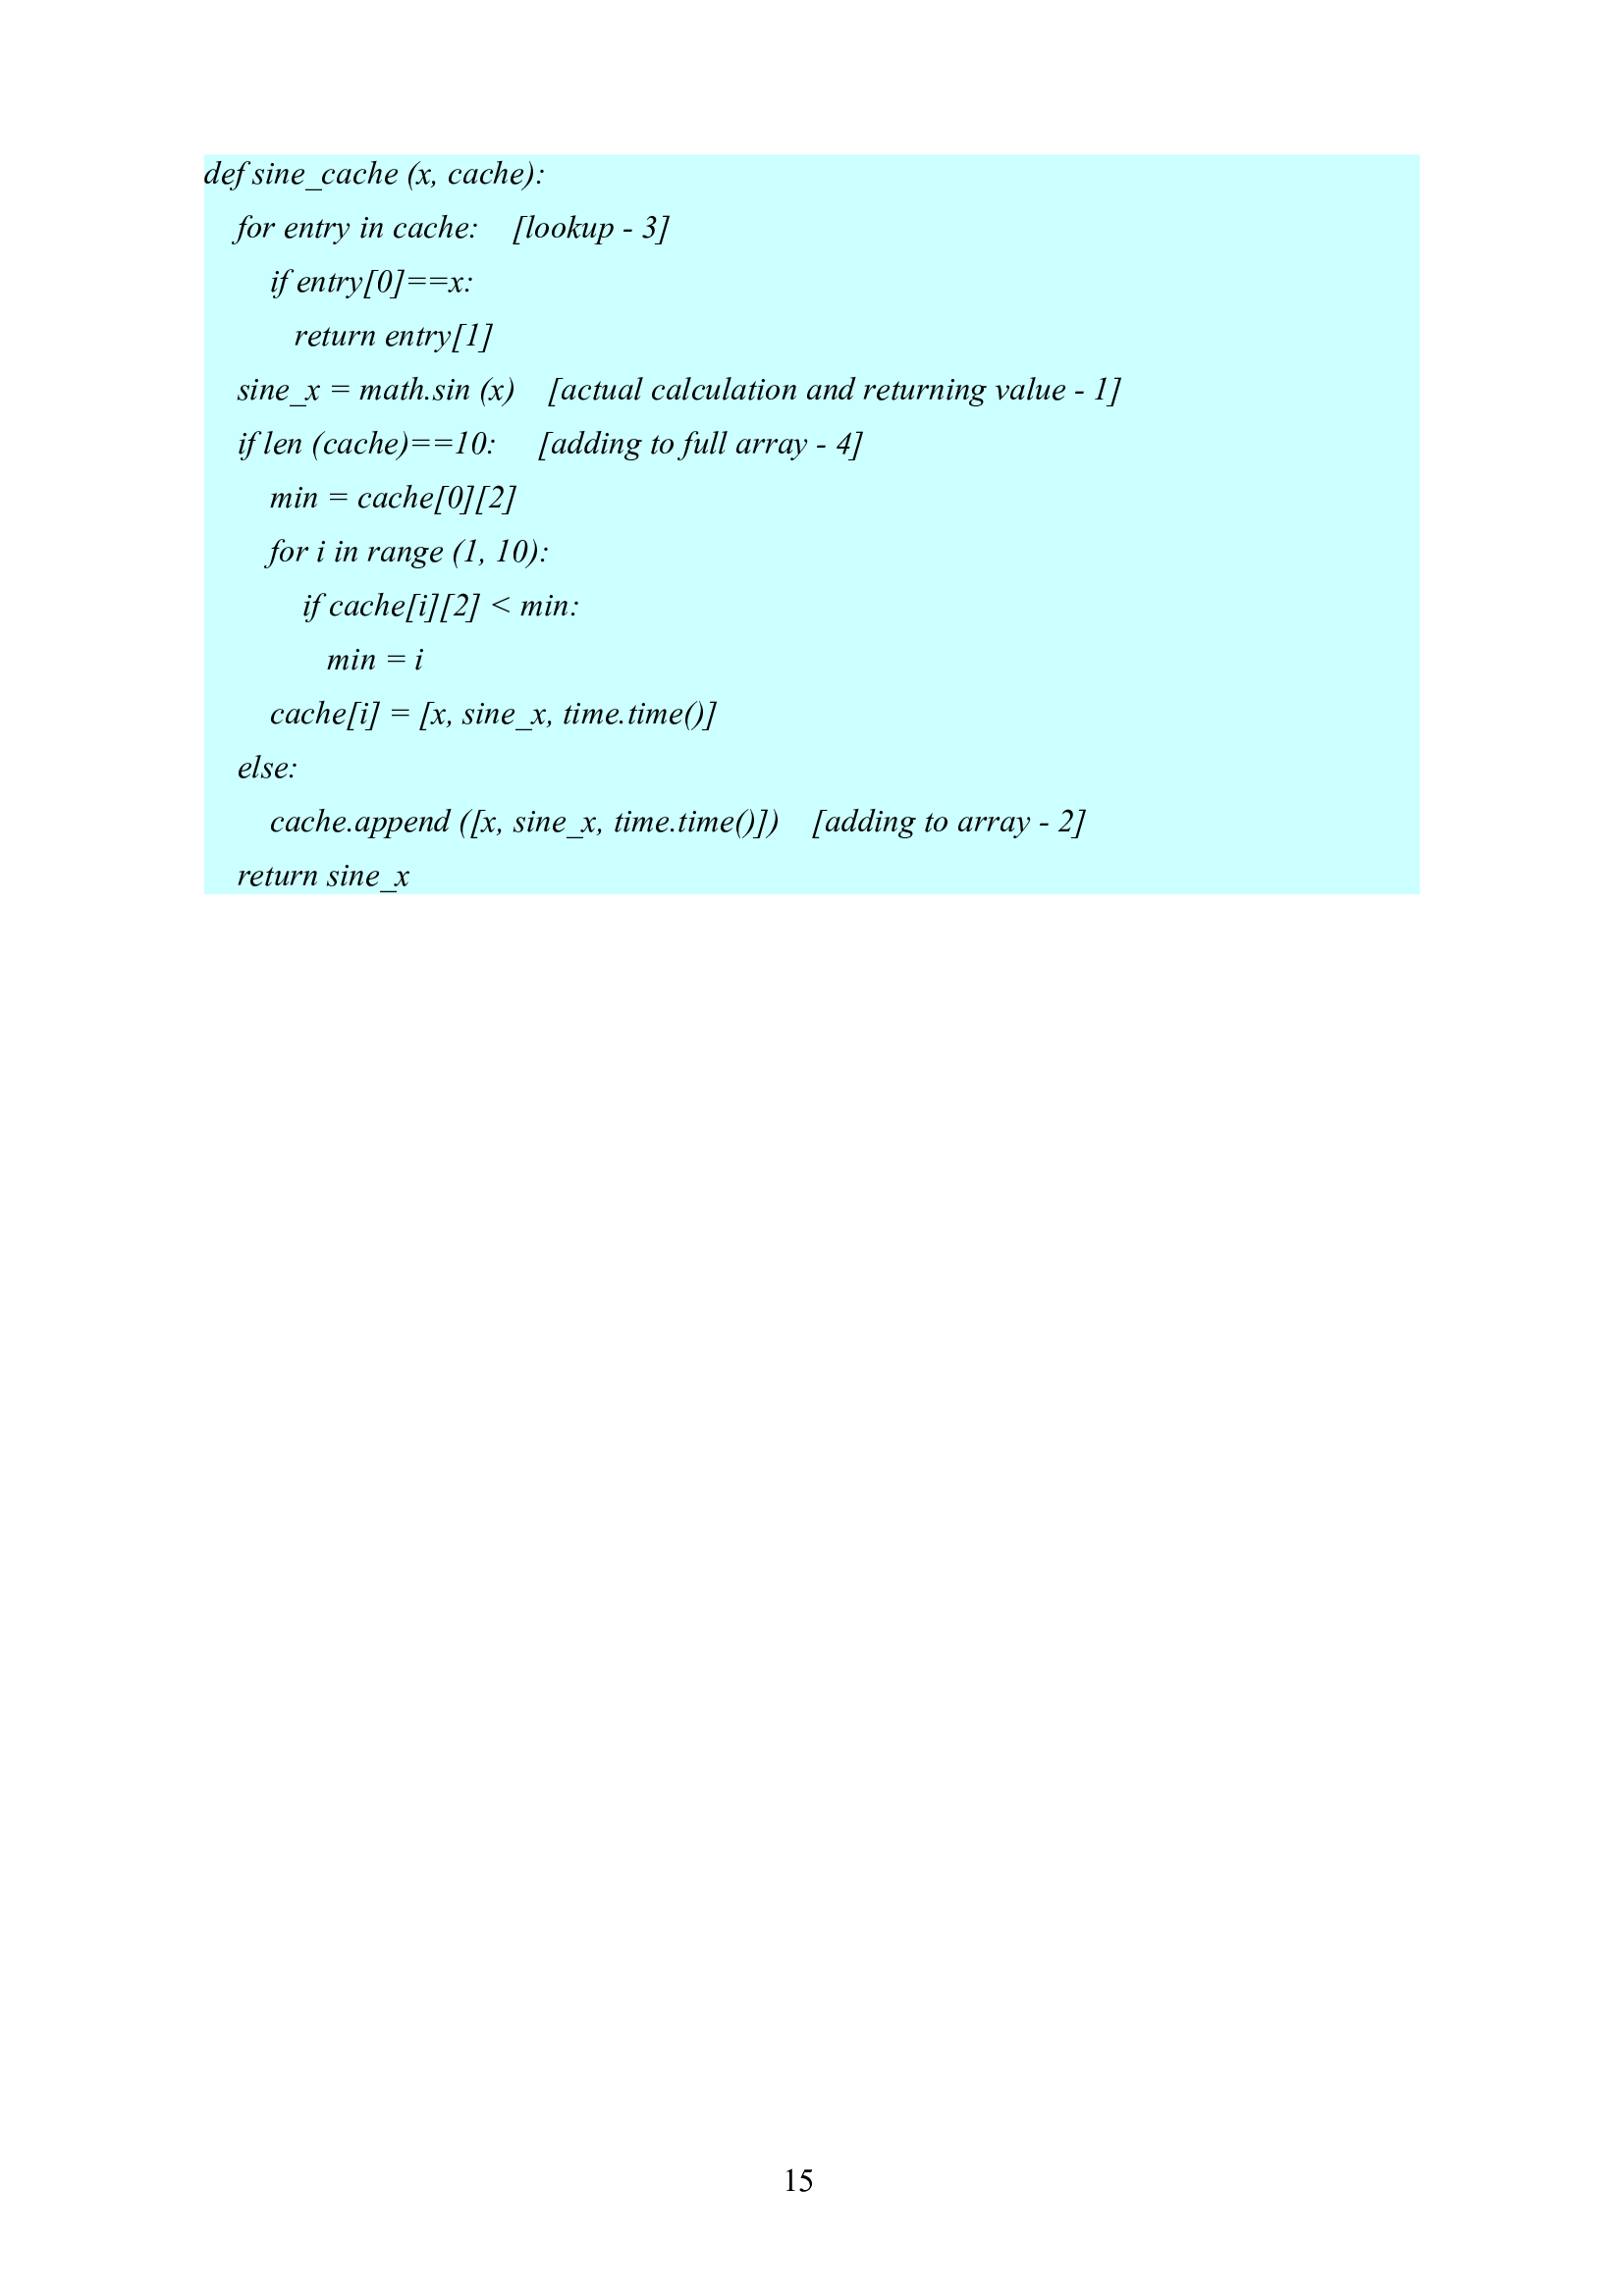 def sine_cache (x, cache):
for entry in cache: [lookup - 3]
if entry[0]==x:
return entry[1]
sine_x = math.sin (x) [actual calculation and returning value - 1]
if len (cache)==10: [adding to full array - 4]
min = cache[0][2]
for i in range (1, 10):
if cache[i][2] < min:
min = i
cache[i] = [x, sine_x, time.time()]
else:
cache.append ([x, sine_x, time.time()]) [adding to array - 2]
return sine_x
15